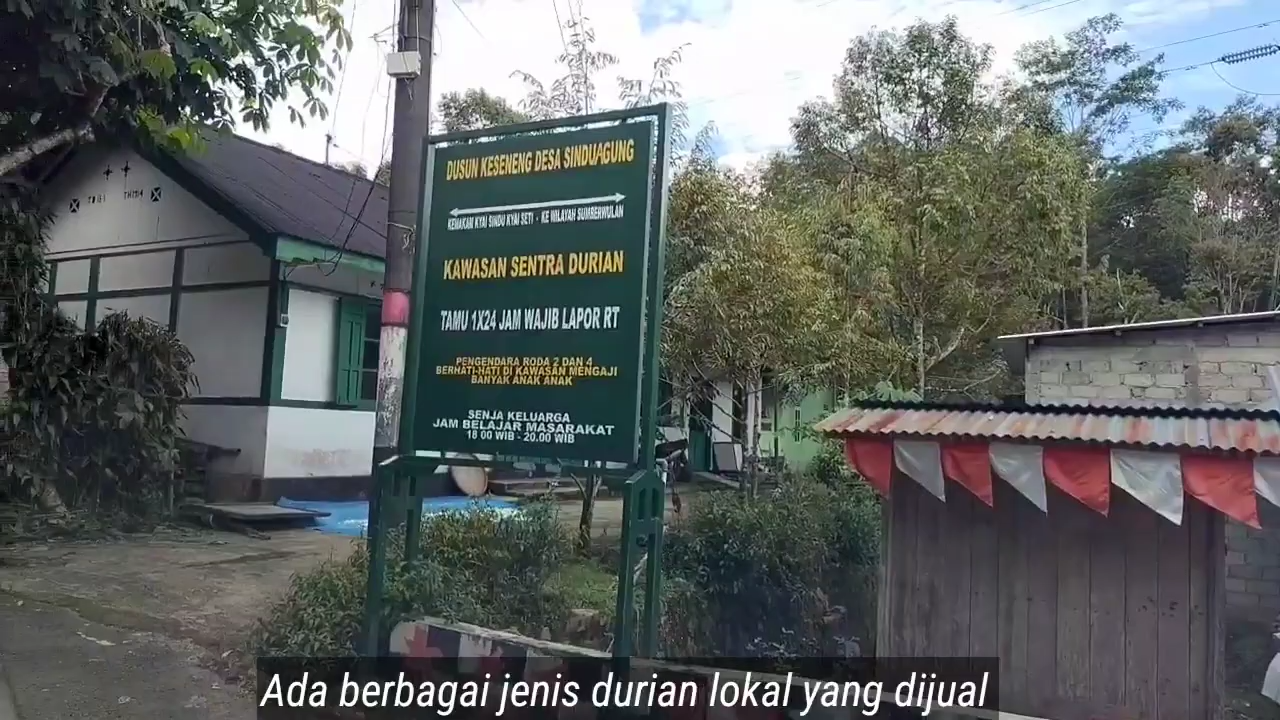 DUSUN KESENENG DESA SINDUAGUNG
KEMAKAM KYAI SINDU KYAI SETI - KE WILAYAH SUMBERWULAN
KAWASAN SENTRA DURIAN
TAMU 1X24 JAM WAJIB LAPOR RT
PENGENDARA RODA 2 DAN 4
BERHATI-HATI DI KAWASAN MENGAJI
BANYAK ANAK ANAK
SENJA KELUARGA
JAM BELAJAR MASARAKAT
18 00 WIB - 20.00 WIB
Ada berbagai jenis durian lokal yang dijual